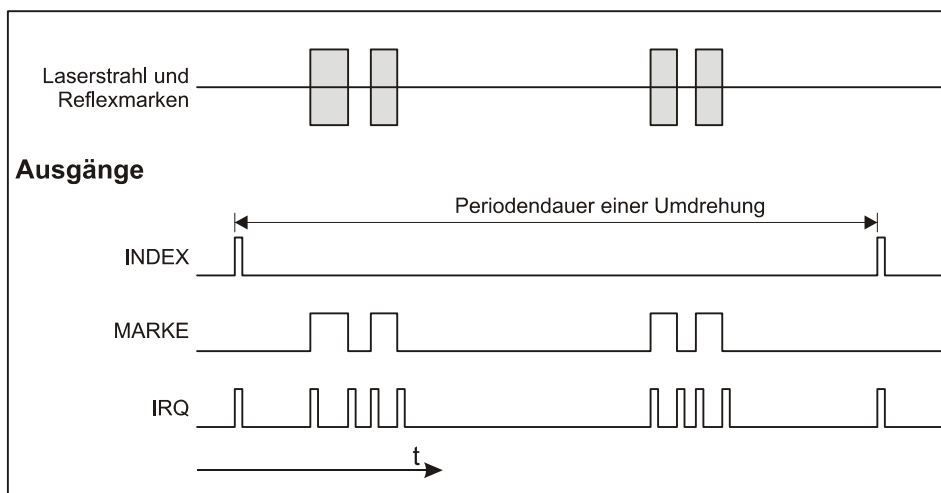 Laserstrahl und
Reflexmarken
Ausgänge
Periodendauer einer Umdrehung
INDEX
MARKE
IRQ
t